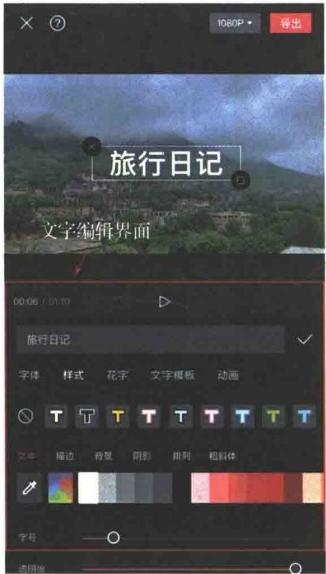 1080P 导出
旅行日记
文字编辑界面
00:06 / 01:10
旅行日记
字体 样式 花字 文字模板 动画
T T T T T T T T T
文本 描边 背景 阴影 排列 粗斜体
字号
透明度